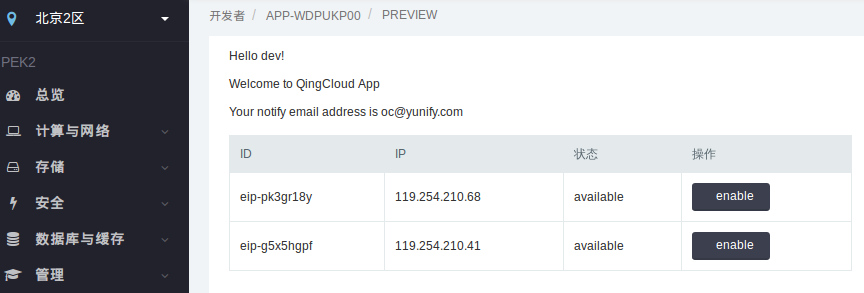 北京2区
PEK2
总览
计算与网络
存储
安全
数据库与缓存
管理
开发者 / APP-WDPUKP00 / PREVIEW
Hello dev!
Welcome to QingCloud App
Your notify email address is oc@yunify.com
ID IP 状态 操作
eip-pk3gr18y 119.254.210.68 available enable
eip-g5x5hgpf 119.254.210.41 available enable